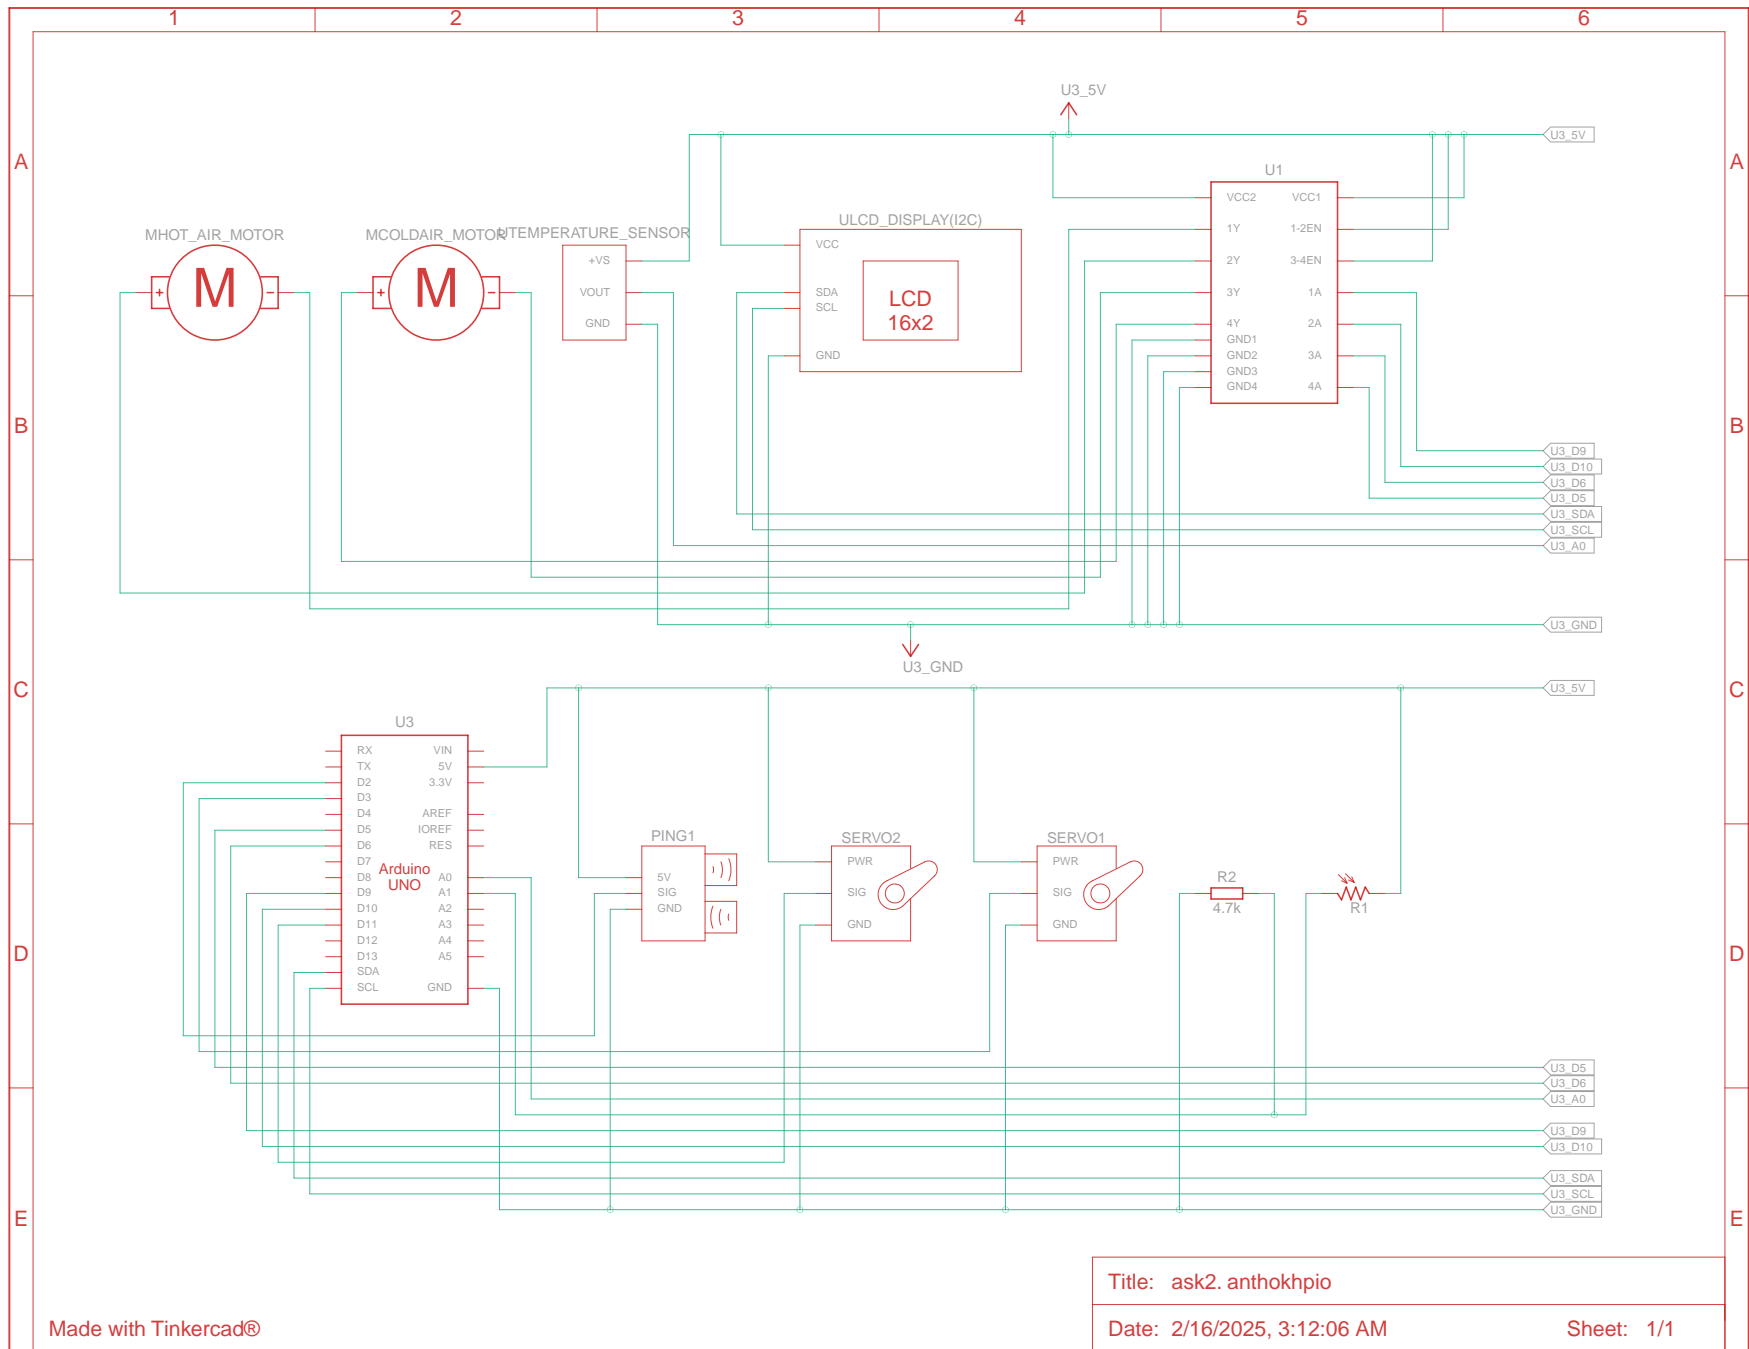 1 2 3 4 5 6
A A
U3_5V
U3_5V
U1
VCC2 VCC1
1Y 1-2EN
2Y 3-4EN
3Y 1A
4Y 2A
GND1
GND2 3A
GND3
GND4 4A
MHOT_AIR_MOTOR
M
+ -
MCOLDAIR_MOTOR
M
+ -
UTEMPERATURE_SENSOR
+VS
VOUT
GND
ULCD_DISPLAY(I2C)
VCC
SDA
SCL
GND
LCD
16x2
B B
U3_D9
U3_D10
U3_D6
U3_D5
U3_SDA
U3_SCL
U3_A0
U3_GND
U3_GND
C C
U3_5V
U3
RX VIN
TX 5V
D2 3.3V
D3
D4 AREF
D5 IOREF
D6 RES
D7
D8 A0
D9 A1
D10 A2
D11 A3
D12 A4
D13 A5
SDA
SCL GND
Arduino
UNO
PING1
5V
SIG
GND
SERVO2
PWR
SIG
GND
SERVO1
PWR
SIG
GND
R2
4.7k
R1
D D
U3_D5
U3_D6
U3_A0
U3_D9
U3_D10
U3_SDA
U3_SCL
U3_GND
E E
Title: ask2. anthokhpio
Made with Tinkercad®
Date: 2/16/2025, 3:12:06 AM Sheet: 1/1